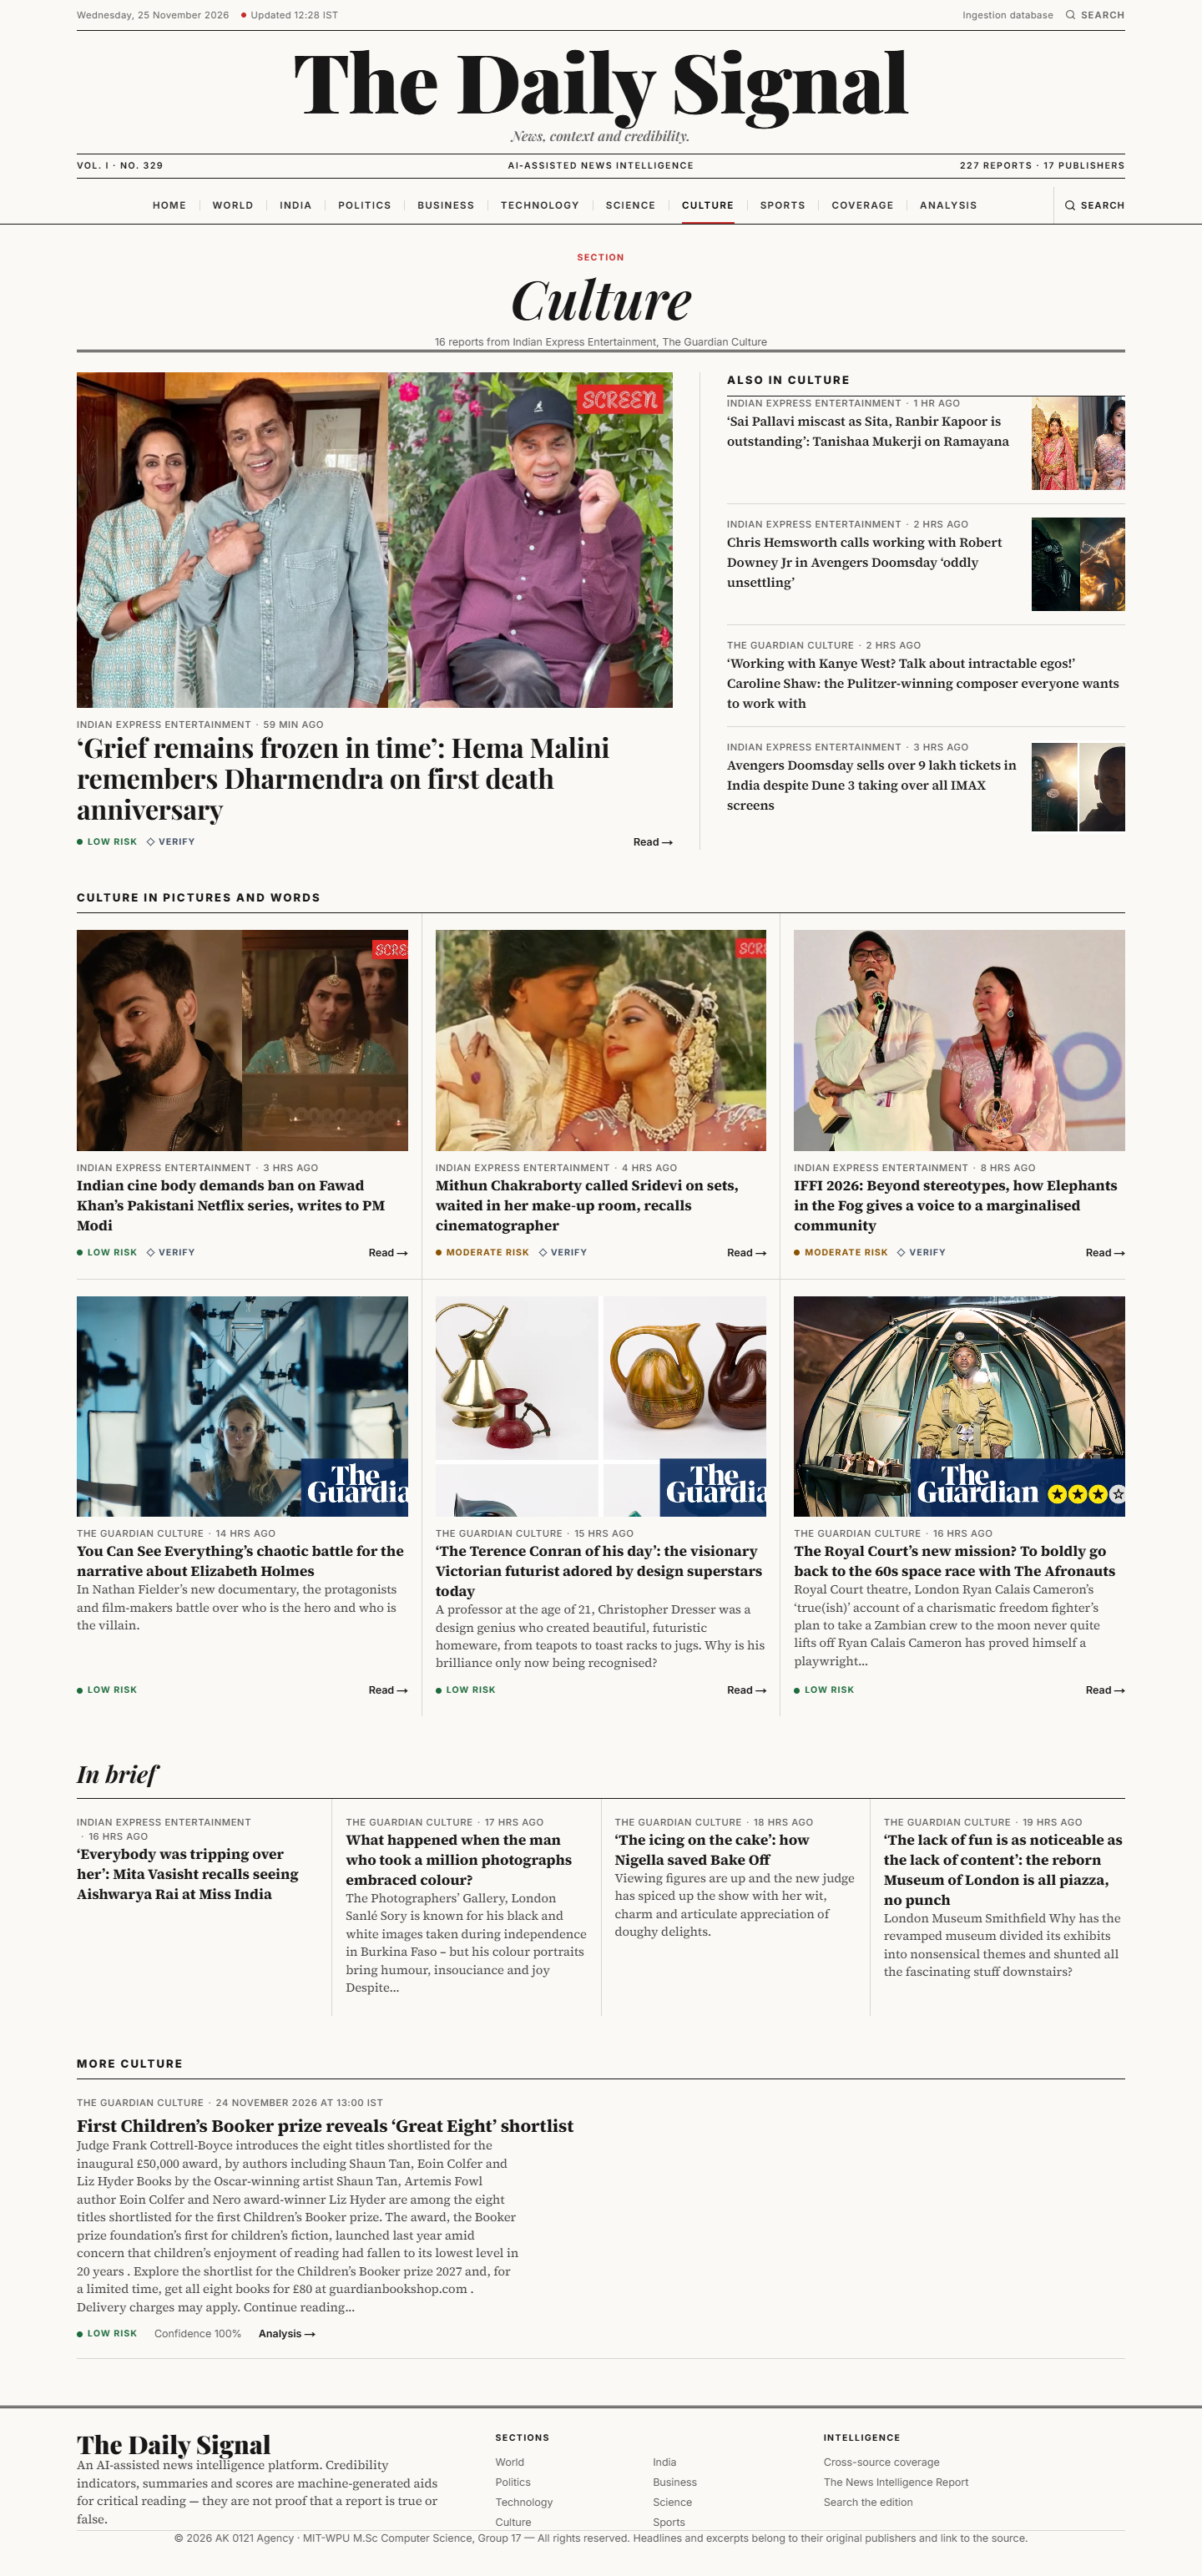 Wednesday, 25 November 2026 Updated 12:28 IST
Ingestion database SEARCH
The Daily Signal
News, context and credibility.
VOL. I · NO. 329
AI-ASSISTED NEWS INTELLIGENCE
227 REPORTS · 17 PUBLISHERS
HOME WORLD INDIA POLITICS BUSINESS TECHNOLOGY SCIENCE CULTURE SPORTS COVERAGE ANALYSIS SEARCH
SECTION
Culture
16 reports from Indian Express Entertainment, The Guardian Culture
SCREEN
INDIAN EXPRESS ENTERTAINMENT · 59 MIN AGO
‘Grief remains frozen in time’: Hema Malini
remembers Dharmendra on first death
anniversary
LOW RISK VERIFY
Read →
ALSO IN CULTURE
INDIAN EXPRESS ENTERTAINMENT · 1 HR AGO
‘Sai Pallavi miscast as Sita, Ranbir Kapoor is
outstanding’: Tanishaa Mukerji on Ramayana
INDIAN EXPRESS ENTERTAINMENT · 2 HRS AGO
Chris Hemsworth calls working with Robert
Downey Jr in Avengers Doomsday ‘oddly
unsettling’
THE GUARDIAN CULTURE · 2 HRS AGO
‘Working with Kanye West? Talk about intractable egos!’
Caroline Shaw: the Pulitzer-winning composer everyone wants
to work with
INDIAN EXPRESS ENTERTAINMENT · 3 HRS AGO
Avengers Doomsday sells over 9 lakh tickets in
India despite Dune 3 taking over all IMAX
screens
CULTURE IN PICTURES AND WORDS
SCRE
INDIAN EXPRESS ENTERTAINMENT · 3 HRS AGO
Indian cine body demands ban on Fawad
Khan’s Pakistani Netflix series, writes to PM
Modi
LOW RISK VERIFY
Read →
SCRE
INDIAN EXPRESS ENTERTAINMENT · 4 HRS AGO
Mithun Chakraborty called Sridevi on sets,
waited in her make-up room, recalls
cinematographer
MODERATE RISK VERIFY
Read →
INDIAN EXPRESS ENTERTAINMENT · 8 HRS AGO
IFFI 2026: Beyond stereotypes, how Elephants
in the Fog gives a voice to a marginalised
community
MODERATE RISK VERIFY
Read →
The
Guardia
THE GUARDIAN CULTURE · 14 HRS AGO
You Can See Everything’s chaotic battle for the
narrative about Elizabeth Holmes
In Nathan Fielder’s new documentary, the protagonists
and film-makers battle over who is the hero and who is
the villain.
LOW RISK
Read →
The
Guardia
THE GUARDIAN CULTURE · 15 HRS AGO
‘The Terence Conran of his day’: the visionary
Victorian futurist adored by design superstars
today
A professor at the age of 21, Christopher Dresser was a
design genius who created beautiful, futuristic
homeware, from teapots to toast racks to jugs. Why is his
brilliance only now being recognised?
LOW RISK
Read →
The
Guardian
THE GUARDIAN CULTURE · 16 HRS AGO
The Royal Court’s new mission? To boldly go
back to the 60s space race with The Afronauts
Royal Court theatre, London Ryan Calais Cameron’s
‘true(ish)’ account of a charismatic freedom fighter’s
plan to take a Zambian crew to the moon never quite
lifts off Ryan Calais Cameron has proved himself a
playwright…
LOW RISK
Read →
In brief
INDIAN EXPRESS ENTERTAINMENT
· 16 HRS AGO
‘Everybody was tripping over
her’: Mita Vasisht recalls seeing
Aishwarya Rai at Miss India
THE GUARDIAN CULTURE · 17 HRS AGO
What happened when the man
who took a million photographs
embraced colour?
The Photographers’ Gallery, London
Sanlé Sory is known for his black and
white images taken during independence
in Burkina Faso – but his colour portraits
bring humour, insouciance and joy
Despite…
THE GUARDIAN CULTURE · 18 HRS AGO
‘The icing on the cake’: how
Nigella saved Bake Off
Viewing figures are up and the new judge
has spiced up the show with her wit,
charm and articulate appreciation of
doughy delights.
THE GUARDIAN CULTURE · 19 HRS AGO
‘The lack of fun is as noticeable as
the lack of content’: the reborn
Museum of London is all piazza,
no punch
London Museum Smithfield Why has the
revamped museum divided its exhibits
into nonsensical themes and shunted all
the fascinating stuff downstairs?
MORE CULTURE
THE GUARDIAN CULTURE · 24 NOVEMBER 2026 AT 13:00 IST
First Children’s Booker prize reveals ‘Great Eight’ shortlist
Judge Frank Cottrell-Boyce introduces the eight titles shortlisted for the
inaugural £50,000 award, by authors including Shaun Tan, Eoin Colfer and
Liz Hyder Books by the Oscar-winning artist Shaun Tan, Artemis Fowl
author Eoin Colfer and Nero award-winner Liz Hyder are among the eight
titles shortlisted for the first Children’s Booker prize. The award, the Booker
prize foundation’s first for children’s fiction, launched last year amid
concern that children’s enjoyment of reading had fallen to its lowest level in
20 years . Explore the shortlist for the Children’s Booker prize 2027 and, for
a limited time, get all eight books for £80 at guardianbookshop.com .
Delivery charges may apply. Continue reading…
LOW RISK Confidence 100% Analysis →
The Daily Signal
An AI-assisted news intelligence platform. Credibility
indicators, summaries and scores are machine-generated aids
for critical reading — they are not proof that a report is true or
false.
SECTIONS
World India
Politics Business
Technology Science
Culture Sports
INTELLIGENCE
Cross-source coverage
The News Intelligence Report
Search the edition
© 2026 AK 0121 Agency · MIT-WPU M.Sc Computer Science, Group 17 — All rights reserved. Headlines and excerpts belong to their original publishers and link to the source.